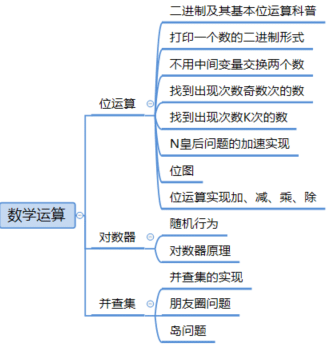 数学运算
位运算
二进制及其基本位运算科普
打印一个数的二进制形式
不用中间变量交换两个数
找到出现次数奇数次的数
找到出现次数K次的数
N皇后问题的加速实现
位图
位运算实现加、减、乘、除
对数器
随机行为
对数器原理
并查集
并查集的实现
朋友圈问题
岛问题